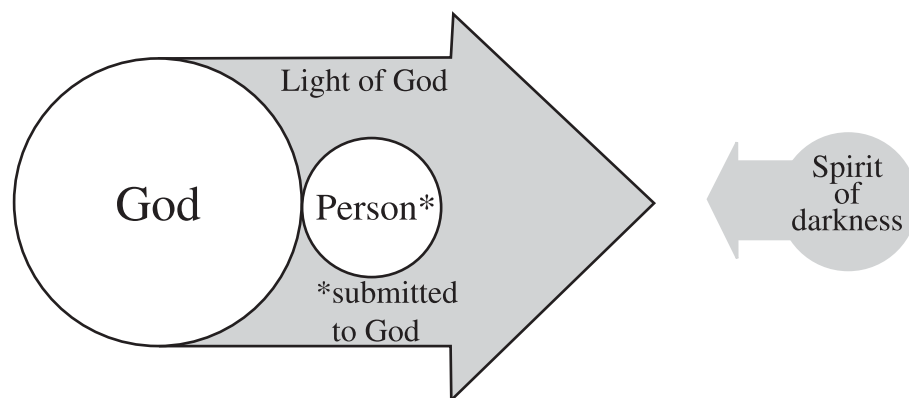 Light of God
God
Person*
*submitted
to God
Spirit
of
darkness